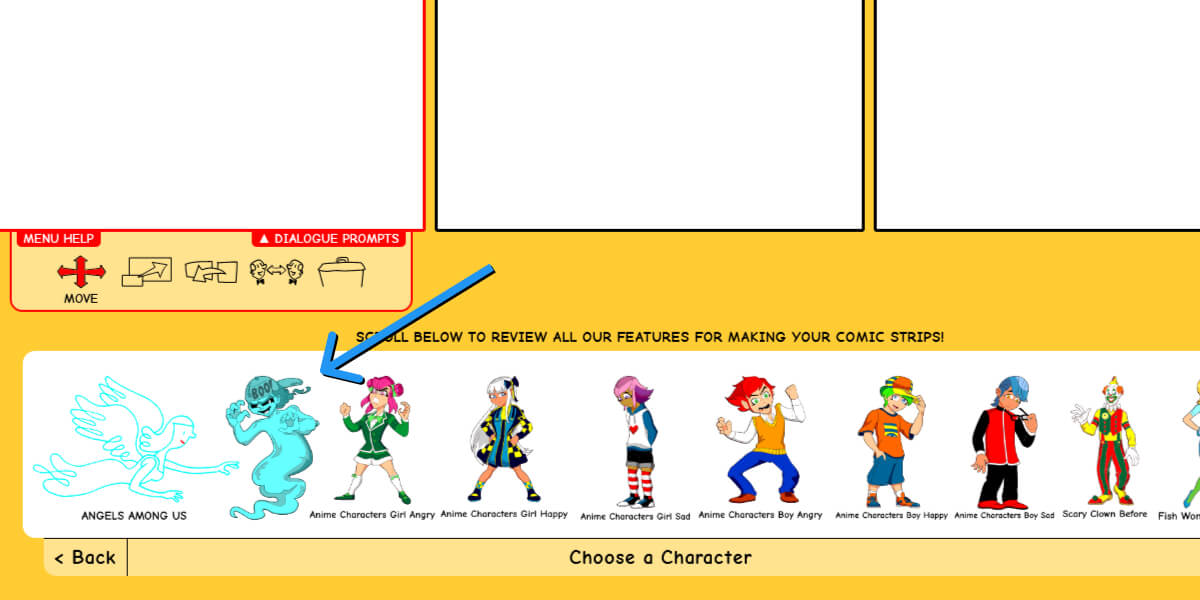 MENU HELP
▲ DIALOGUE PROMPTS
MOVE
SCROLL BELOW TO REVIEW ALL OUR FEATURES FOR MAKING YOUR COMIC STRIPS!
BOO!
ANGELS AMONG US
Anime Characters Girl Angry
Anime Characters Girl Happy
Anime Characters Girl Sad
Anime Characters Boy Angry
Anime Characters Boy Happy
Anime Characters Boy Sad
Scary Clown Before
Fish
< Back
Choose a Character